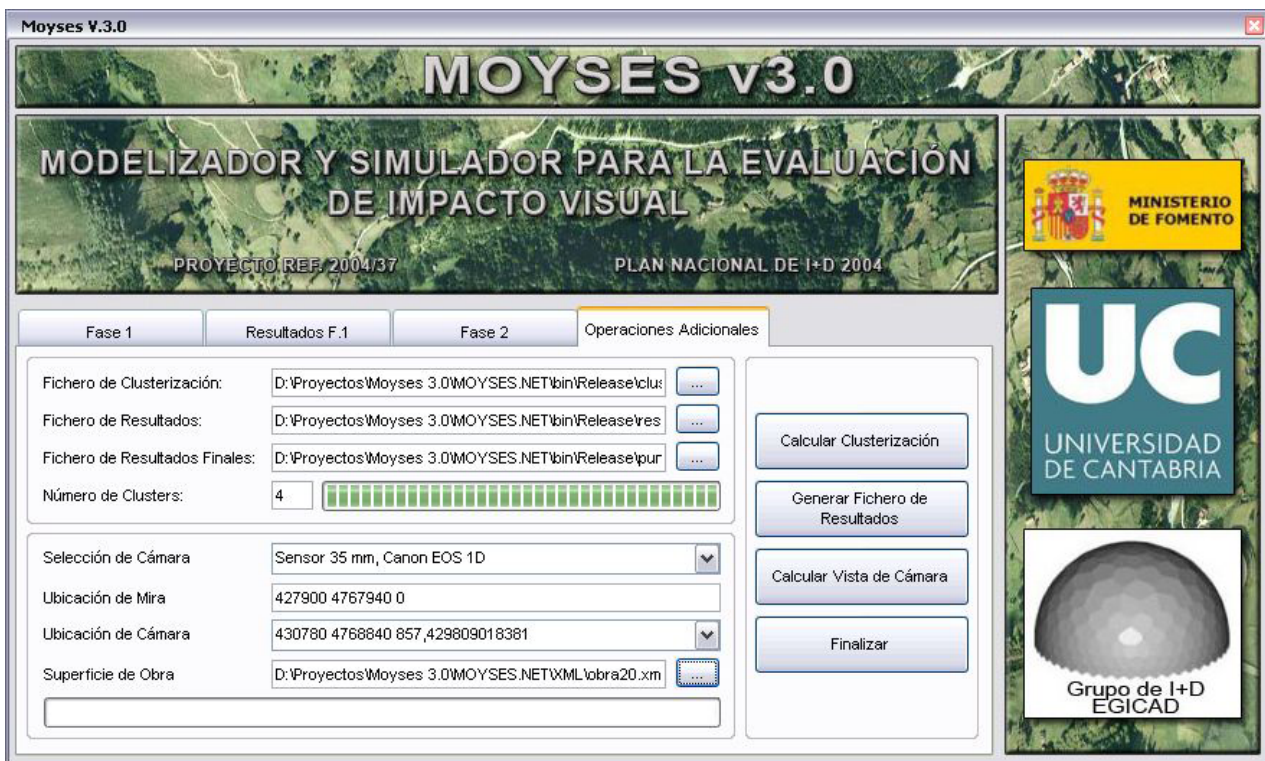 Moyses V.3.0
MOYSES v3.0
MODELIZADOR Y SIMULADOR PARA LA EVALUACIÓN
DE IMPACTO VISUAL
PROYECTO REF. 2004/37
PLAN NACIONAL DE I+D 2004
MINISTERIO
DE FOMENTO
UC
UNIVERSIDAD
DE CANTABRIA
Grupo de I+D
EGICAD
Fase 1
Resultados F.1
Fase 2
Operaciones Adicionales
Fichero de Clusterización:
D:\Proyectos\Moyses 3.0\MOYSES.NET\bin\Release\clus
...
Fichero de Resultados:
D:\Proyectos\Moyses 3.0\MOYSES.NET\bin\Release\res
...
Fichero de Resultados Finales:
D:\Proyectos\Moyses 3.0\MOYSES.NET\bin\Release\pun
...
Número de Clusters:
4
Selección de Cámara
Sensor 35 mm, Canon EOS 1D
Ubicación de Mira
427900 4767940 0
Ubicación de Cámara
430780 4768840 857,429809018381
Superficie de Obra
D:\Proyectos\Moyses 3.0\MOYSES.NET\XML\obra20.xm
...
Calcular Clusterización
Generar Fichero de
Resultados
Calcular Vista de Cámara
Finalizar